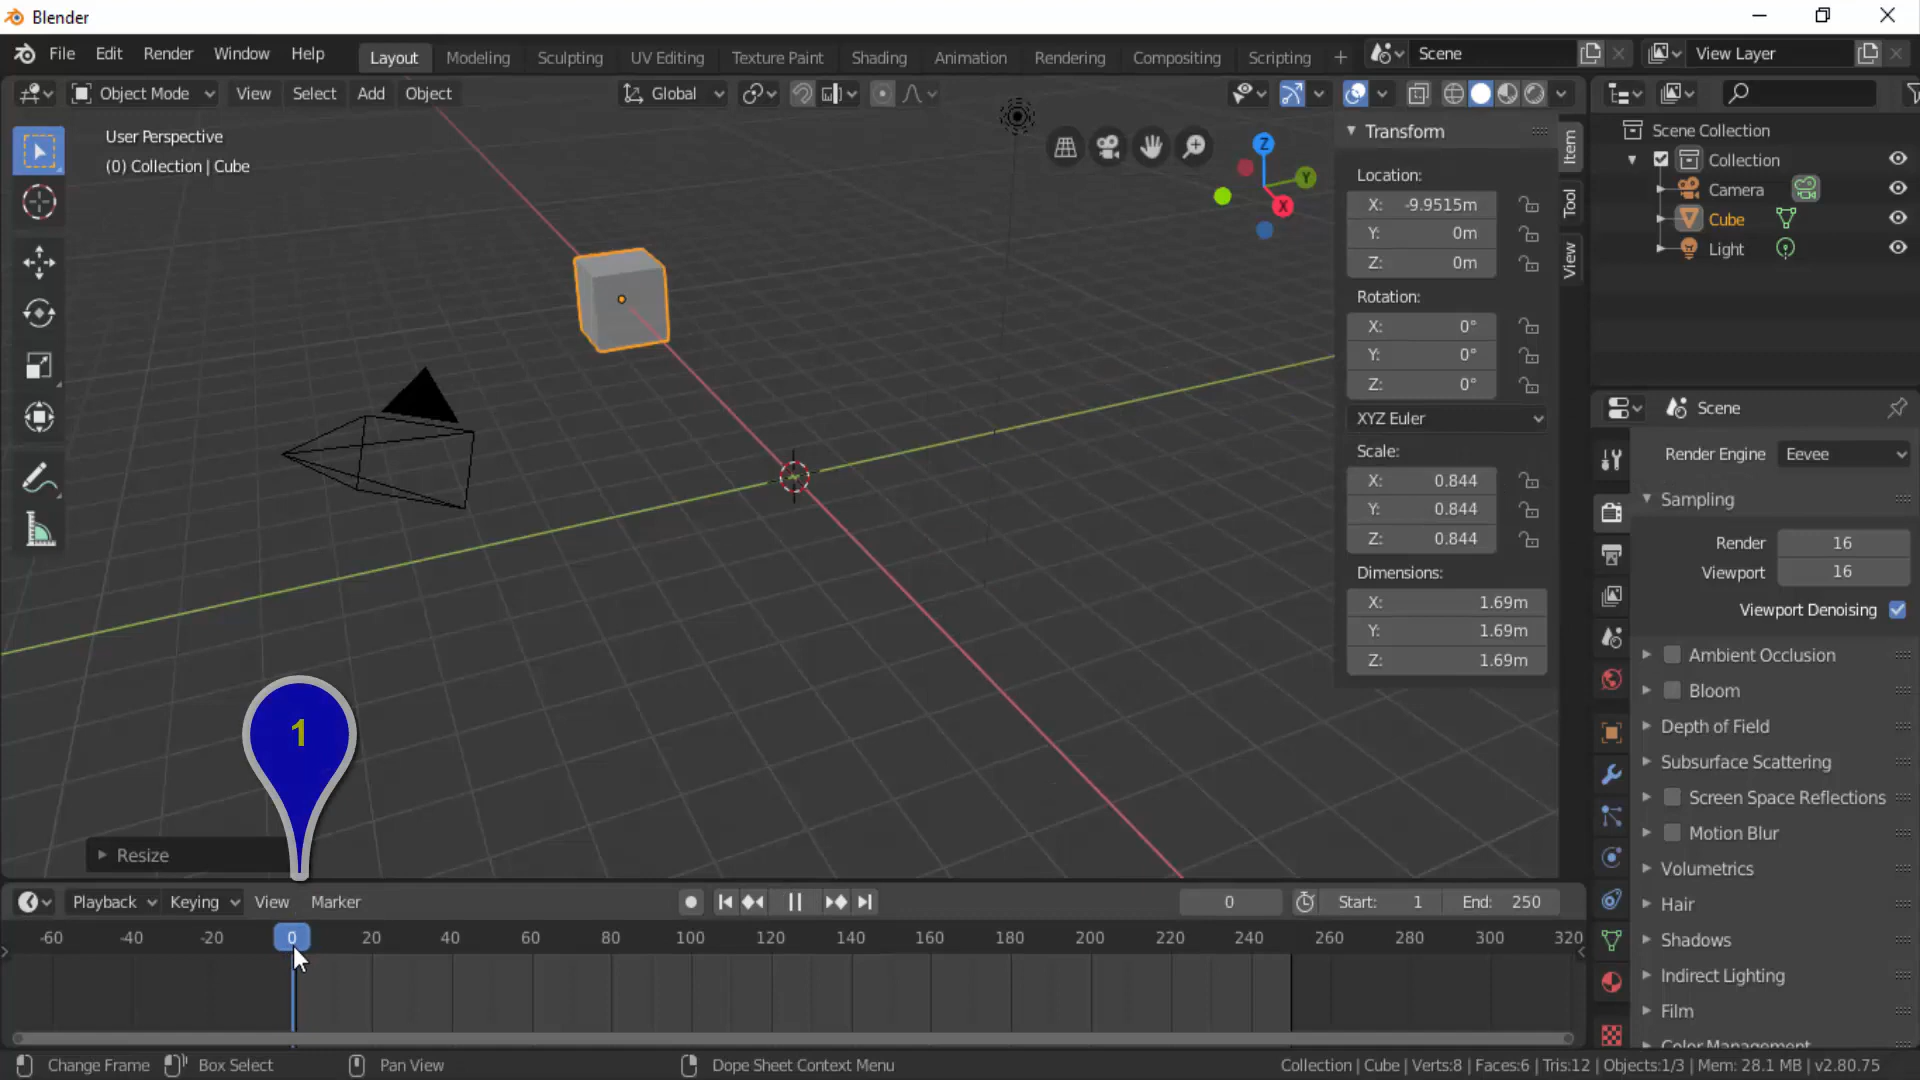 Blender
File Edit Render Window Help Layout Modeling Sculpting UV Editing Texture Paint Shading Animation Rendering Compositing Scripting + Scene View Layer
Object Mode View Select Add Object Global
User Perspective
(0) Collection | Cube
Z
Y
X
Transform
Location:
X: -9.9515m
Y: 0m
Z: 0m
Rotation:
X: 0°
Y: 0°
Z: 0°
XYZ Euler
Scale:
X: 0.844
Y: 0.844
Z: 0.844
Dimensions:
X: 1.69m
Y: 1.69m
Z: 1.69m
Item
Tool
View
Scene Collection
Collection
Camera
Cube
Light
Scene
Render Engine Eevee
Sampling
Render 16
Viewport 16
Viewport Denoising
Ambient Occlusion
Bloom
Depth of Field
Subsurface Scattering
Screen Space Reflections
Motion Blur
Volumetrics
Hair
Shadows
Indirect Lighting
Film
Color Management
1
Resize
Playback Keying View Marker 0 Start: 1 End: 250
-60 -40 -20 0 20 40 60 80 100 120 140 160 180 200 220 240 260 280 300 320
Change Frame Box Select Pan View Dope Sheet Context Menu Collection | Cube | Verts:8 | Faces:6 | Tris:12 | Objects:1/3 | Mem: 28.1 MB | v2.80.75